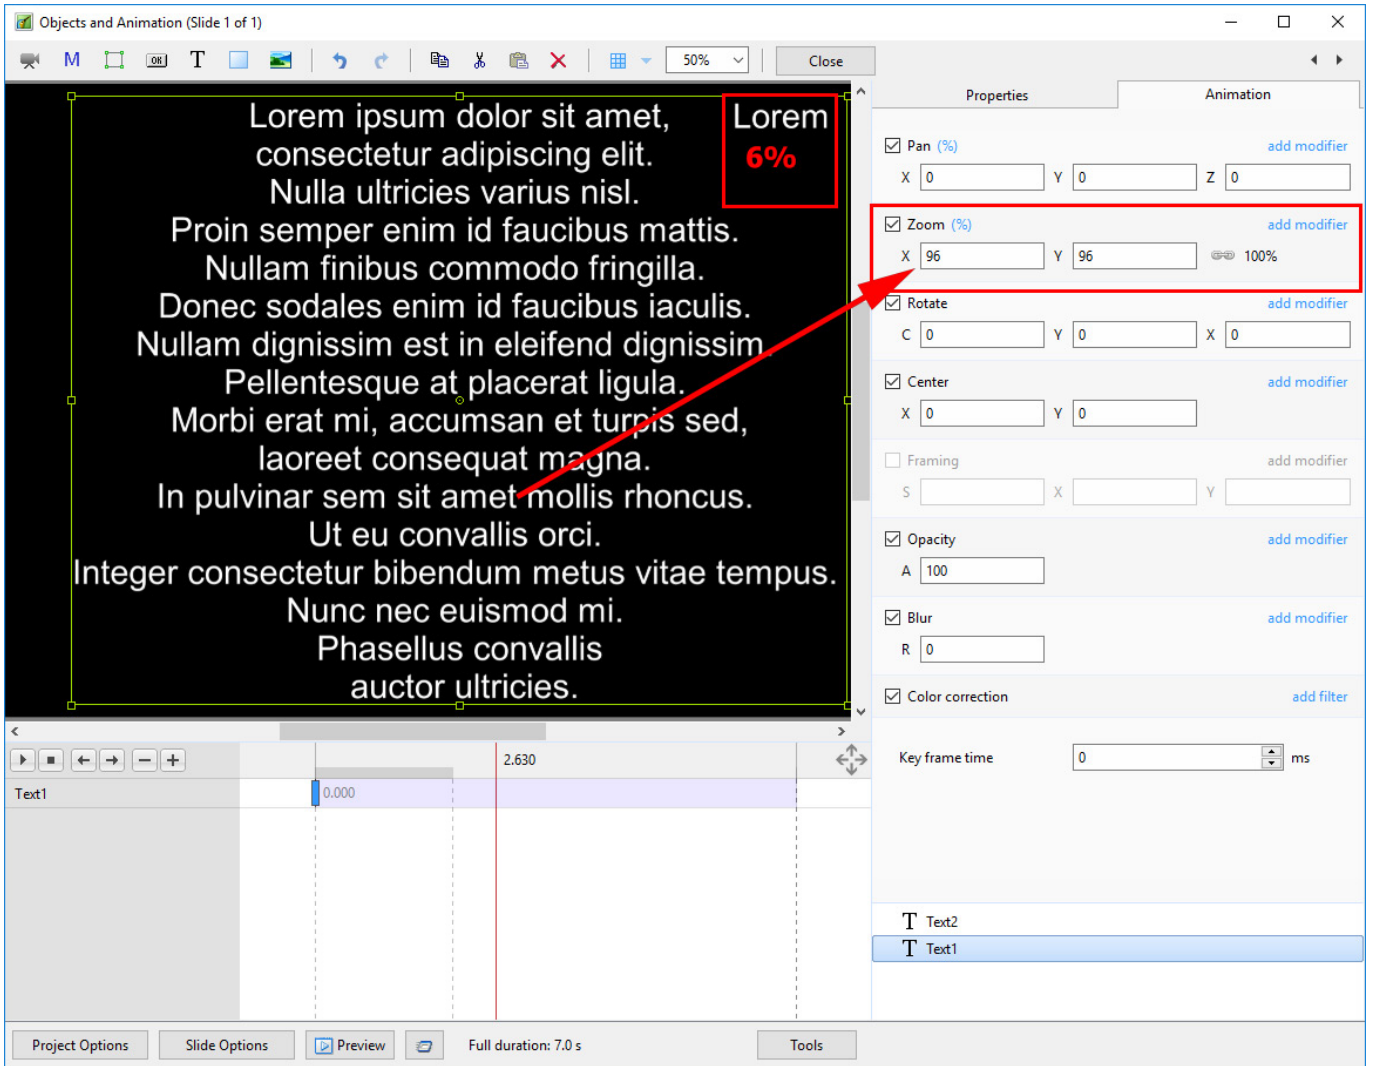 Objects and Animation (Slide 1 of 1)
M OK T 50% Close
Properties Animation
Lorem ipsum dolor sit amet,
consectetur adipiscing elit.
Nulla ultricies varius nisl.
Proin semper enim id faucibus mattis.
Nullam finibus commodo fringilla.
Donec sodales enim id faucibus iaculis.
Nullam dignissim est in eleifend dignissim.
Pellentesque at placerat ligula.
Morbi erat mi, accumsan et turpis sed,
laoreet consequat magna.
In pulvinar sem sit amet mollis rhoncus.
Ut eu convallis orci.
Integer consectetur bibendum metus vitae tempus.
Nunc nec euismod mi.
Phasellus convallis
auctor ultricies.
Lorem
6%
Pan (%) add modifier
X 0 Y 0 Z 0
Zoom (%) add modifier
X 96 Y 96 100%
Rotate add modifier
C 0 Y 0 X 0
Center add modifier
X 0 Y 0
Framing add modifier
S X Y
Opacity add modifier
A 100
Blur add modifier
R 0
Color correction add filter
Key frame time 0 ms
2.630
Text1 0.000
T Text2
T Text1
Project Options Slide Options Preview Full duration: 7.0 s Tools